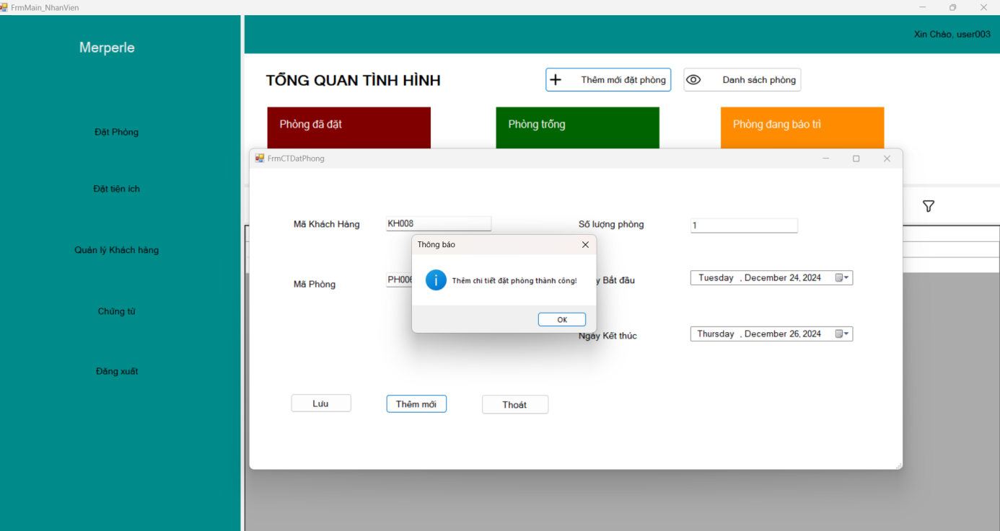 FrmMain_NhanVien
Merperle
Xin Chào, user003
TỔNG QUAN TÌNH HÌNH
Thêm mới đặt phòng
Danh sách phòng
Phòng đã đặt
Phòng trống
Phòng đang bảo trì
Đặt Phòng
Đặt tiện ích
Quản lý Khách hàng
Chứng từ
Đăng xuất
FrmCTDatPhong
Mã Khách Hàng
KH008
Số lượng phòng
1
Mã Phòng
PH006
y Bắt đầu
Tuesday , December 24, 2024
Ngày Kết thúc
Thursday , December 26, 2024
Thông báo
Thêm chi tiết đặt phòng thành công!
OK
Lưu
Thêm mới
Thoát